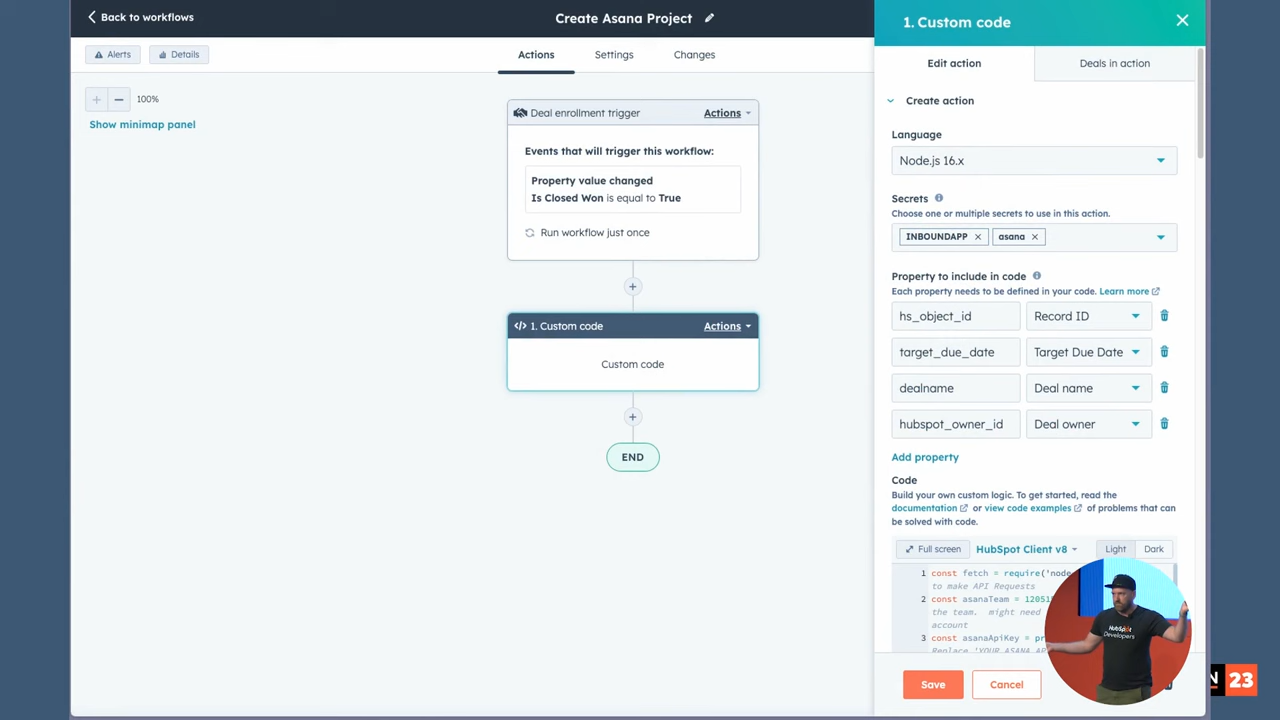 Back to workflows
Create Asana Project
Alerts
Details
Actions
Settings
Changes
100%
Show minimap panel
Deal enrollment trigger
Actions
Events that will trigger this workflow:
Property value changed
Is Closed Won is equal to True
Run workflow just once
</> 1. Custom code
Actions
Custom code
END
1. Custom code
Edit action
Deals in action
Create action
Language
Node.js 16.x
Secrets
Choose one or multiple secrets to use in this action.
INBOUNDAPP
asana
Property to include in code
Each property needs to be defined in your code. Learn more
hs_object_id
Record ID
target_due_date
Target Due Date
dealname
Deal name
hubspot_owner_id
Deal owner
Add property
Code
Build your own custom logic. To get started, read the
documentation or view code examples of problems that can
be solved with code.
Full screen
HubSpot Client v8
Light
Dark
1 const fetch = require('node
to make API Requests
2 const asanaTeam = 12051
the team. might need
account
3 const asanaApiKey = pr
Replace 'YOUR ASANA AP
Save
Cancel
HubSpot
Developers
N 23